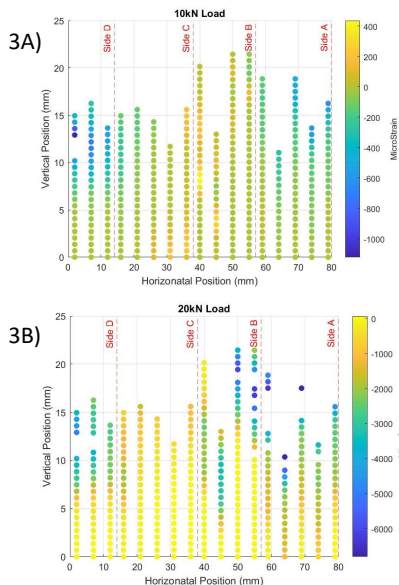 3A)
10kN Load
Side D
Side C
Side B
Side A
25
20
15
10
5
0
Vertical Position (mm)
0 10 20 30 40 50 60 70 80
Horizonatal Position (mm)
400
200
0
-200
-400
-600
-800
-1000
MicroStrain
3B)
20kN Load
Side D
Side C
Side B
Side A
25
20
15
10
5
0
Vertical Position (mm)
0 10 20 30 40 50 60 70 80
Horizonatal Position (mm)
0
-1000
-2000
-3000
-4000
-5000
-6000